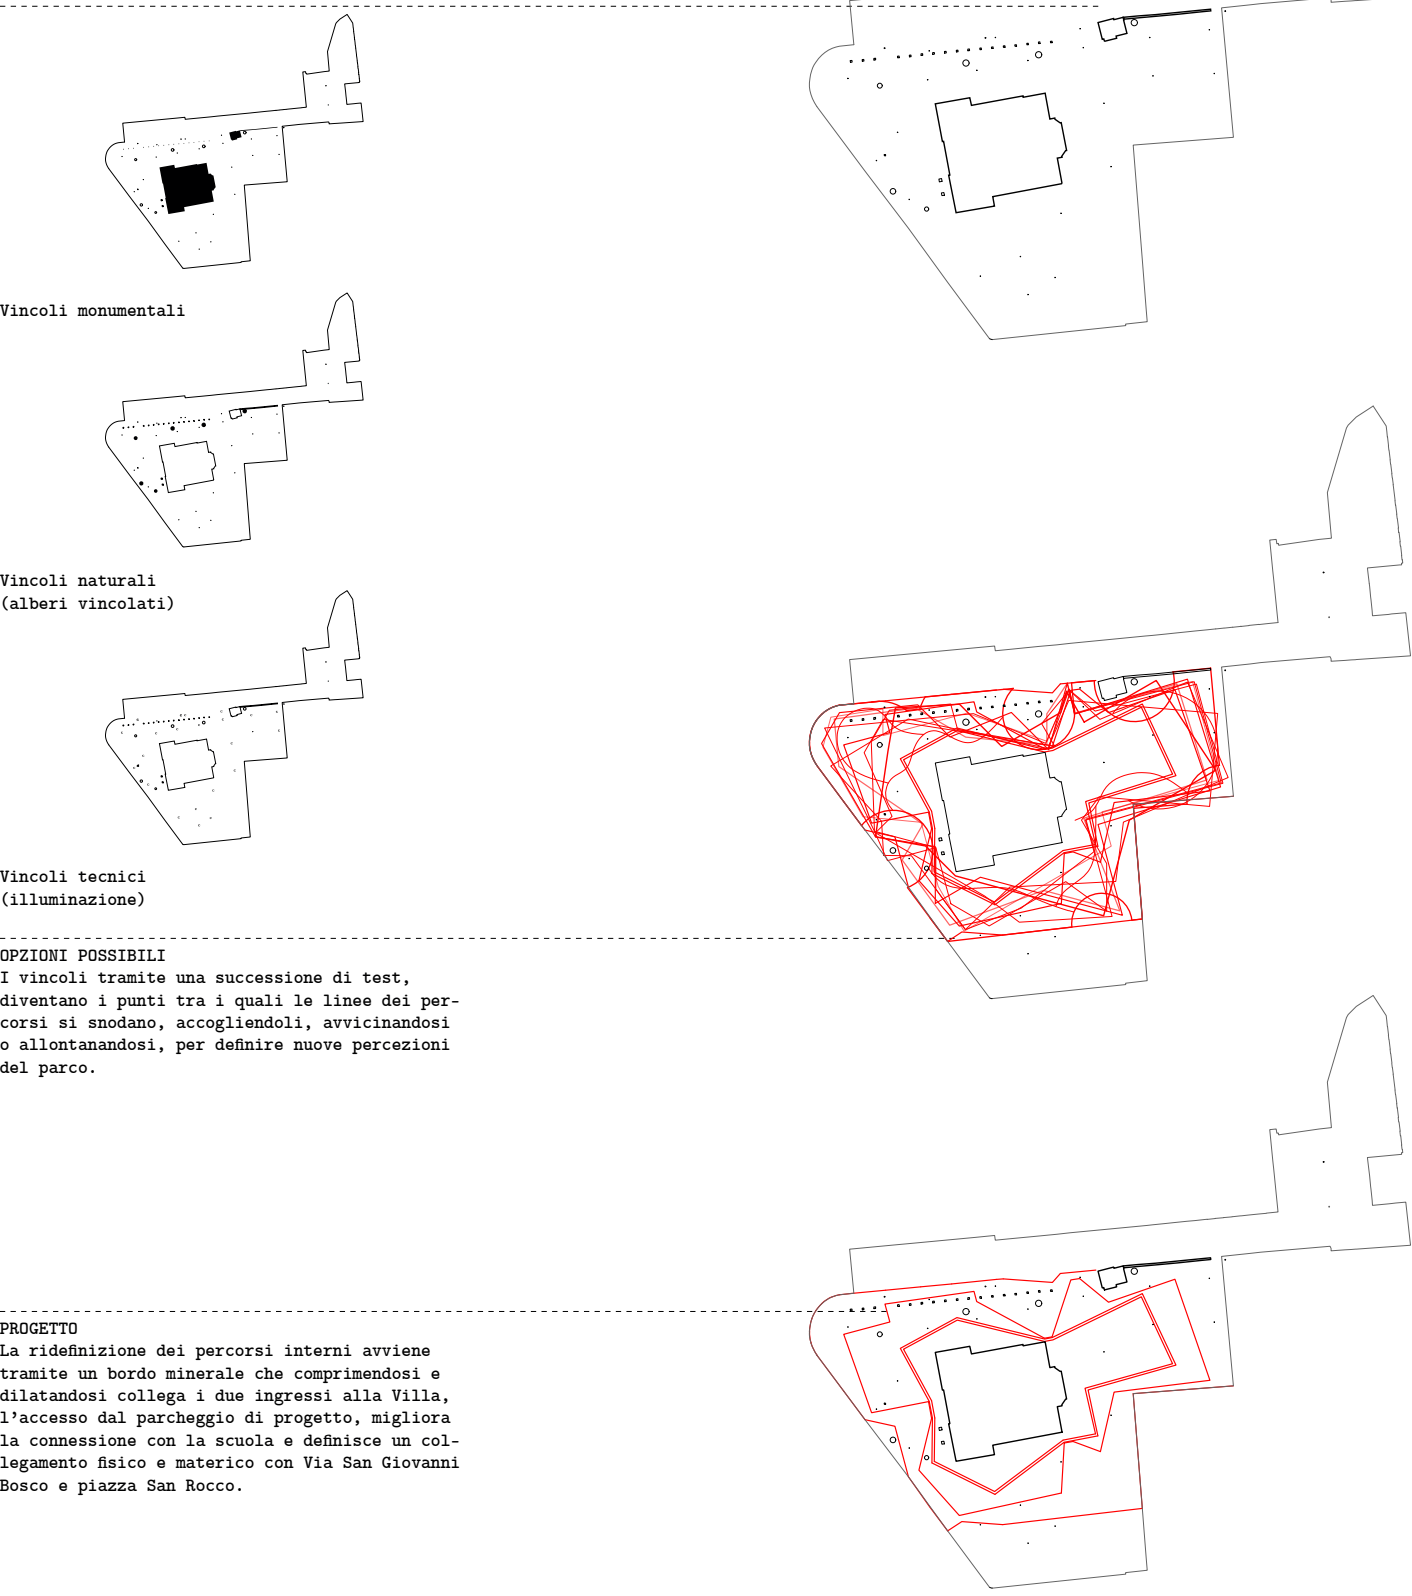 Vincoli monumentali
Vincoli naturali
(alberi vincolati)
Vincoli tecnici
(illuminazione)
OPZIONI POSSIBILI
I vincoli tramite una successione di test,
diventano i punti tra i quali le linee dei per-
corsi si snodano, accogliendoli, avvicinandosi
o allontanandosi, per definire nuove percezioni
del parco.
PROGETTO
La ridefinizione dei percorsi interni avviene
tramite un bordo minerale che comprimendosi e
dilatandosi collega i due ingressi alla Villa,
l’accesso dal parcheggio di progetto, migliora
la connessione con la scuola e definisce un col-
legamento fisico e materico con Via San Giovanni
Bosco e piazza San Rocco.